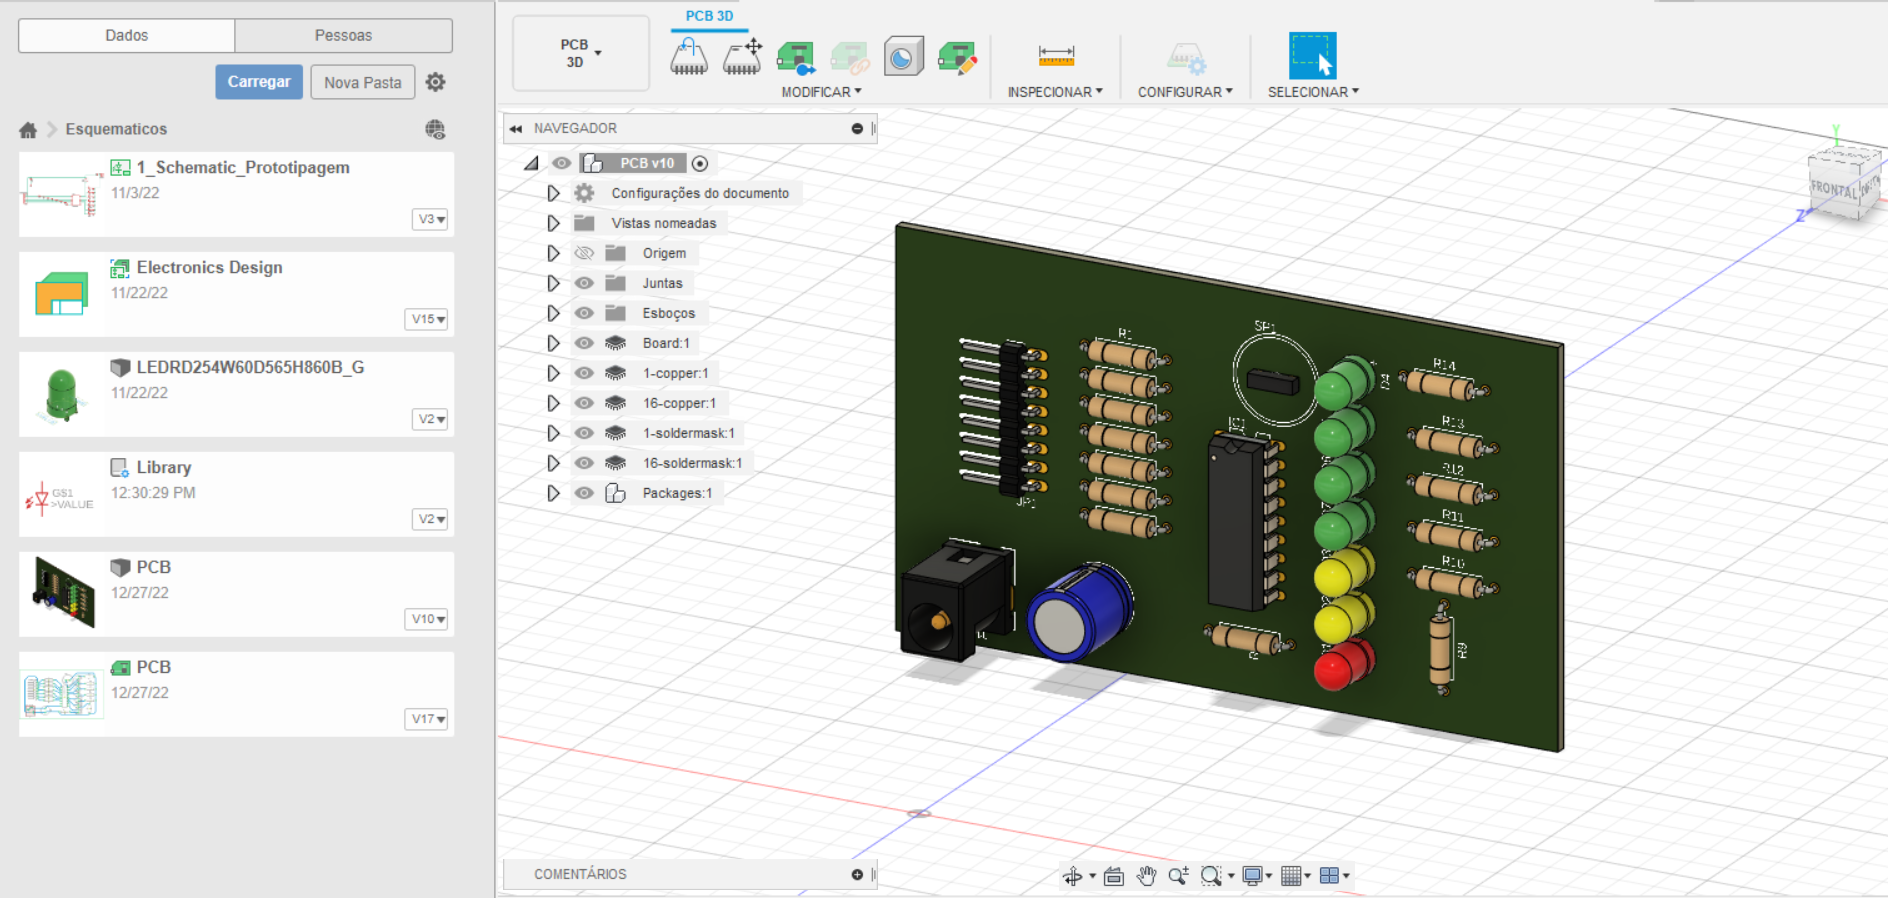 Dados
Pessoas
Carregar
Nova Pasta
Esquematicos
1_Schematic_Prototipagem
11/3/22
V3
Electronics Design
11/22/22
V15
LEDRD254W60D565H860B_G
11/22/22
V2
Library
12:30:29 PM
G$1
>VALUE
V2
PCB
12/27/22
V10
PCB
12/27/22
V17
PCB 3D
PCB
3D
MODIFICAR
INSPECIONAR
CONFIGURAR
SELECIONAR
NAVEGADOR
PCB v10
Configurações do documento
Vistas nomeadas
Origem
Juntas
Esboços
Board:1
1-copper:1
16-copper:1
1-soldermask:1
16-soldermask:1
Packages:1
Y
FRONTAL
Z
SP1
R1
R14
R13
IC1
R12
JP1
R11
R10
R9
COMENTÁRIOS